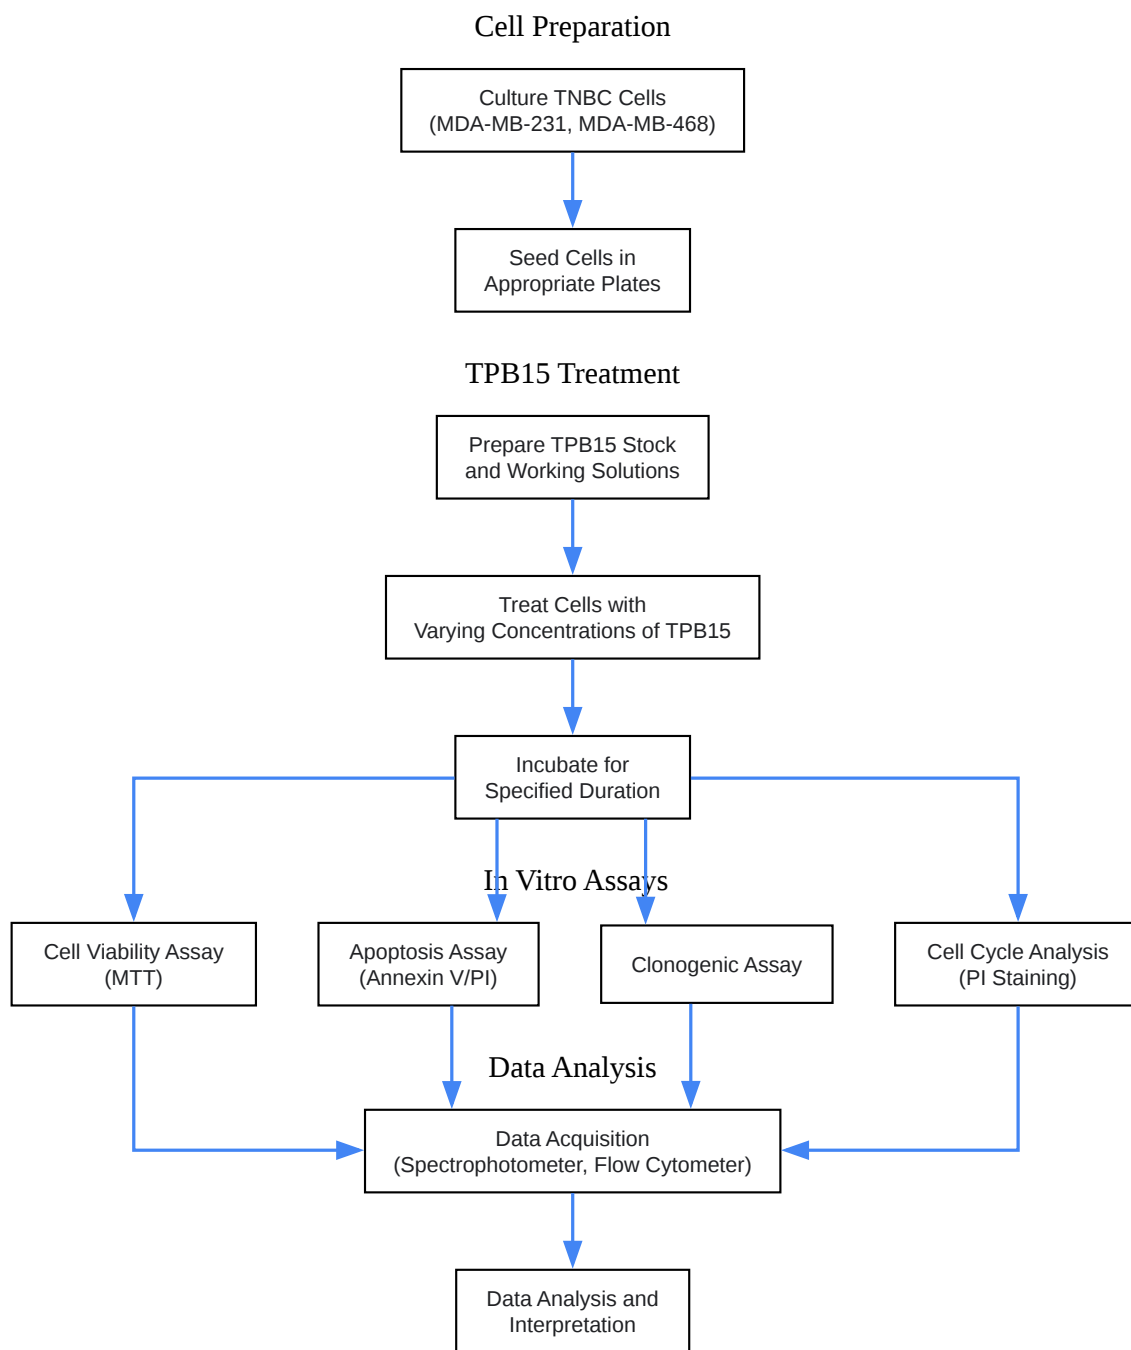 Cell Preparation
Culture TNBC Cells
(MDA-MB-231, MDA-MB-468)
Seed Cells in
Appropriate Plates
TPB15 Treatment
Prepare TPB15 Stock
and Working Solutions
Treat Cells with
Varying Concentrations of TPB15
Incubate for
Specified Duration
In Vitro Assays
Cell Viability Assay
(MTT)
Apoptosis Assay
(Annexin V/PI)
Clonogenic Assay
Cell Cycle Analysis
(PI Staining)
Data Analysis
Data Acquisition
(Spectrophotometer, Flow Cytometer)
Data Analysis and
Interpretation